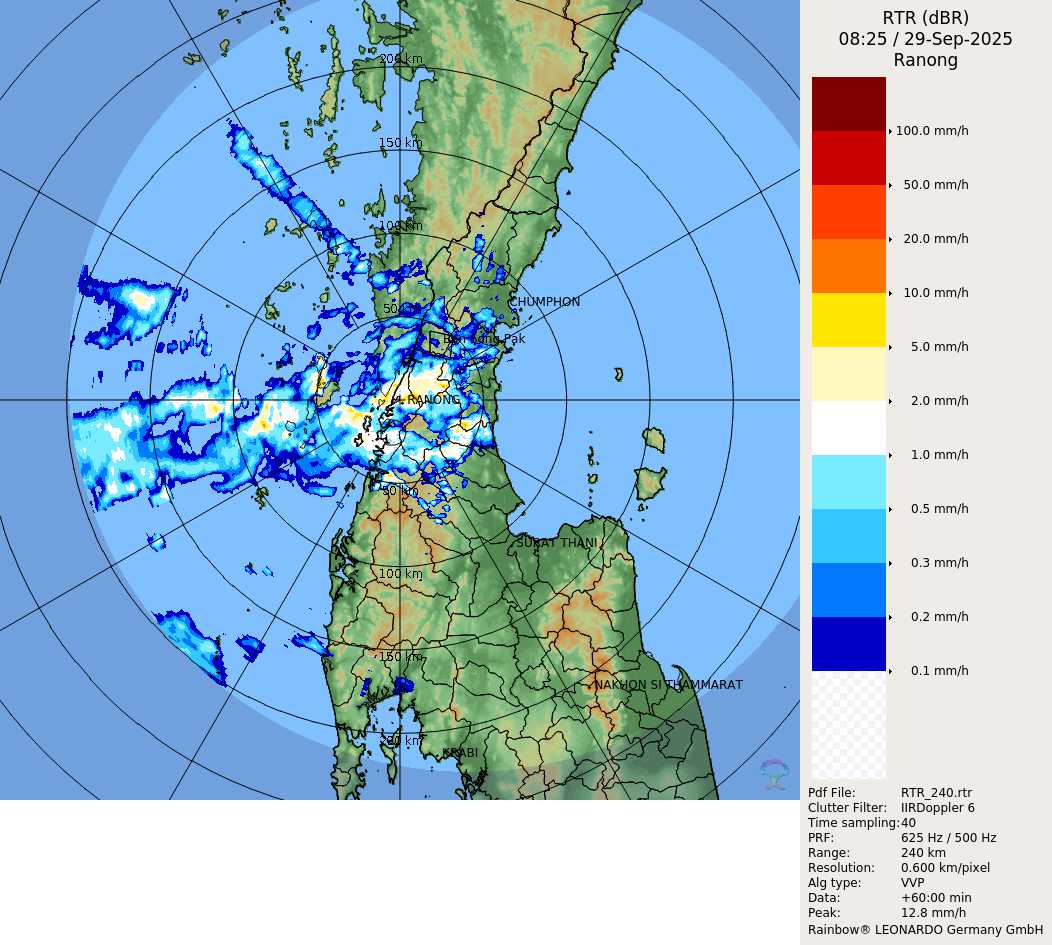 RTR (dBR)
08:25 / 29-Sep-2025
Ranong
200 km
150 km
100 km
CHUMPHON
RANONG
50 km
100 km
SURAT THANI
150 km
NAKHON SI THAMMARAT
200 km
KRABI
100.0 mm/h
50.0 mm/h
20.0 mm/h
10.0 mm/h
5.0 mm/h
2.0 mm/h
1.0 mm/h
0.5 mm/h
0.3 mm/h
0.2 mm/h
0.1 mm/h
Pdf File: RTR_240.rtr
Clutter Filter: IIRDoppler 6
Time sampling: 40
PRF: 625 Hz / 500 Hz
Range: 240 km
Resolution: 0.600 km/pixel
Alg type: VVP
Data: +60:00 min
Peak: 12.8 mm/h
Rainbow® LEONARDO Germany GmbH